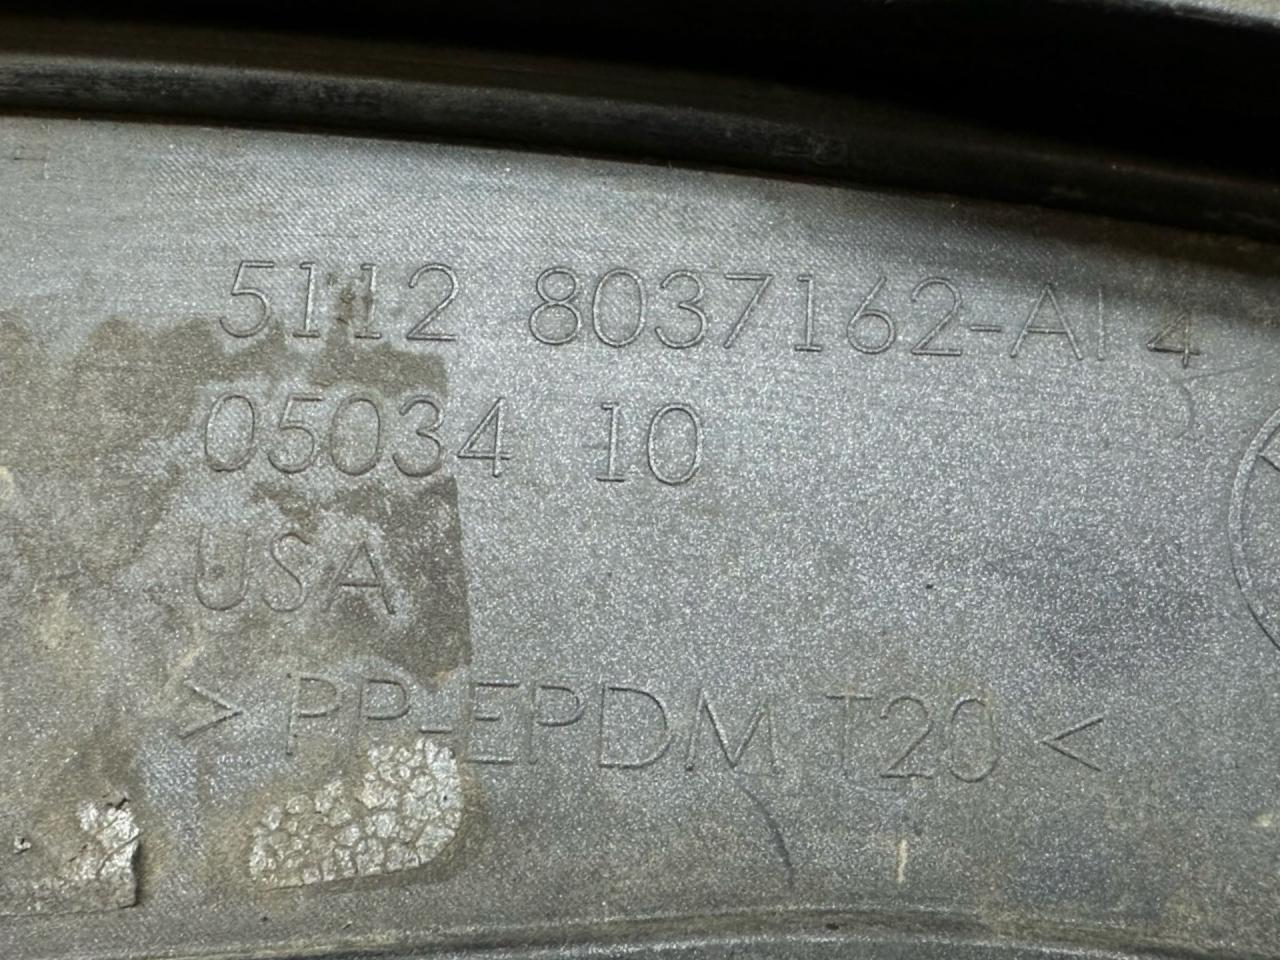 5112 8037162-AI 4
05034 10
USA
> PP-EPDM T20 <